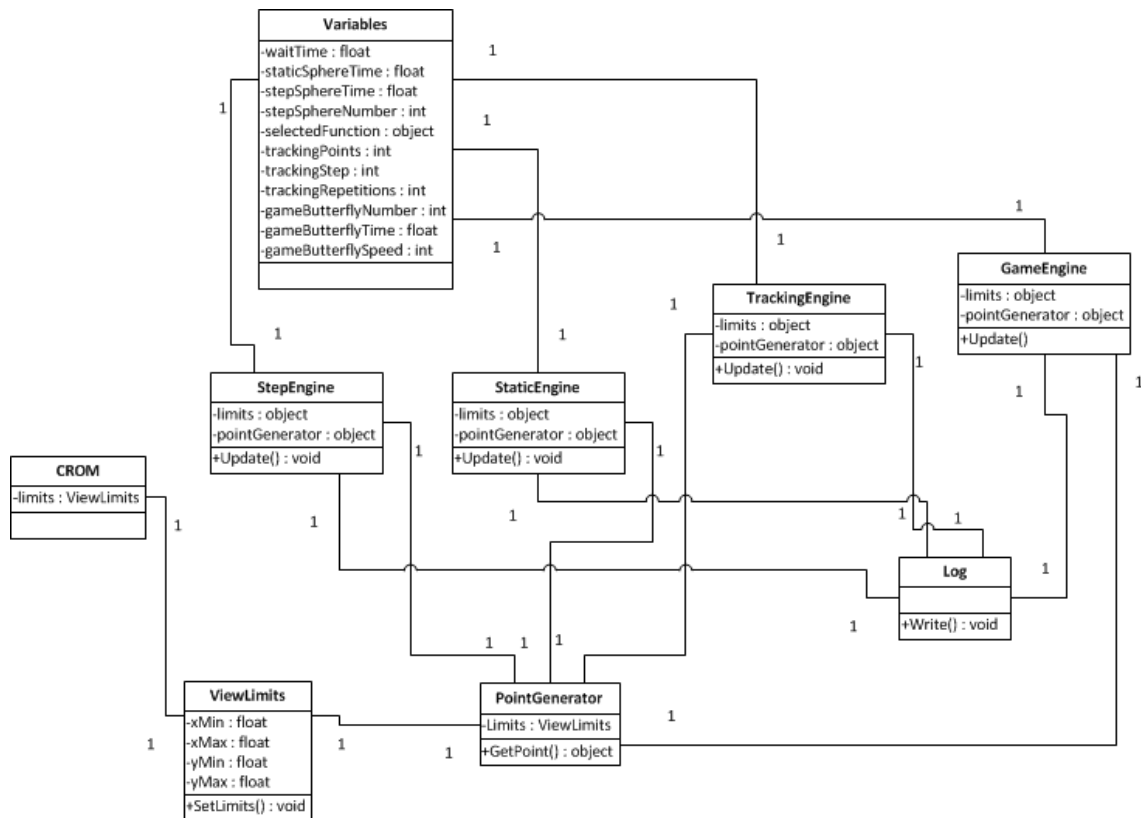 Variables
-waitTime : float
-staticSphereTime : float
-stepSphereTime : float
-stepSphereNumber : int
-selectedFunction : object
-trackingPoints : int
-trackingStep : int
-trackingRepetitions : int
-gameButterflyNumber : int
-gameButterflyTime : float
-gameButterflySpeed : int
1
1
1
1
1
1
GameEngine
-limits : object
-pointGenerator : object
+Update()
TrackingEngine
-limits : object
-pointGenerator : object
+Update() : void
1
1
1
1
1
1
StepEngine
-limits : object
-pointGenerator : object
+Update() : void
StaticEngine
-limits : object
-pointGenerator : object
+Update() : void
1
1
CROM
-limits : ViewLimits
1
1
1
1
1
Log
+Write() : void
1
1
1
1
1
ViewLimits
-xMin : float
-xMax : float
-yMin : float
-yMax : float
+SetLimits() : void
PointGenerator
-Limits : ViewLimits
+GetPoint() : object
1
1
1
1